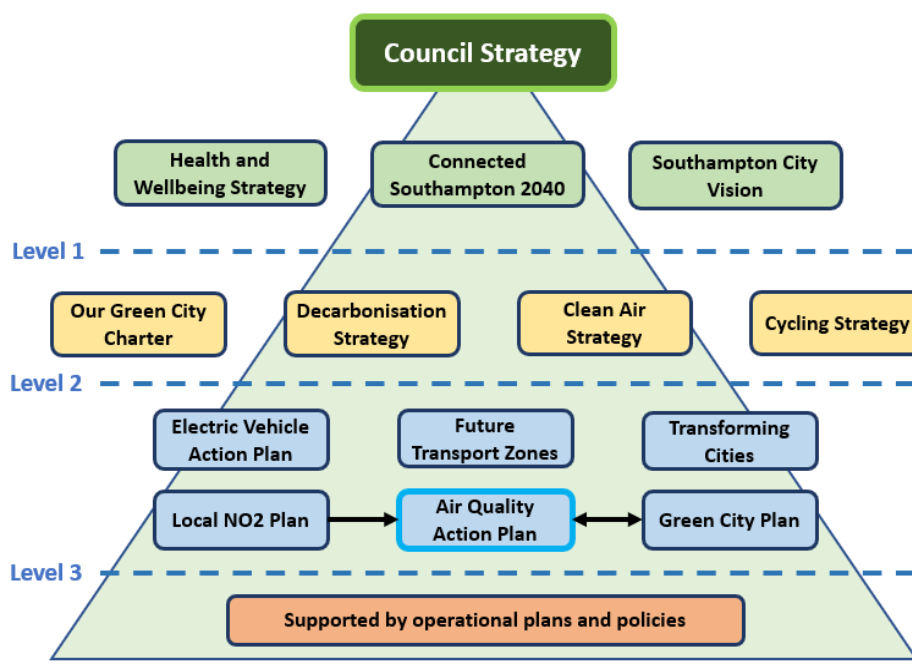 Council Strategy
Health and
Wellbeing Strategy
Connected
Southampton 2040
Southampton City
Vision
Level 1
Our Green City
Charter
Decarbonisation
Strategy
Clean Air
Strategy
Cycling Strategy
Level 2
Electric Vehicle
Action Plan
Future
Transport Zones
Transforming
Cities
Local NO2 Plan
Air Quality
Action Plan
Green City Plan
Level 3
Supported by operational plans and policies